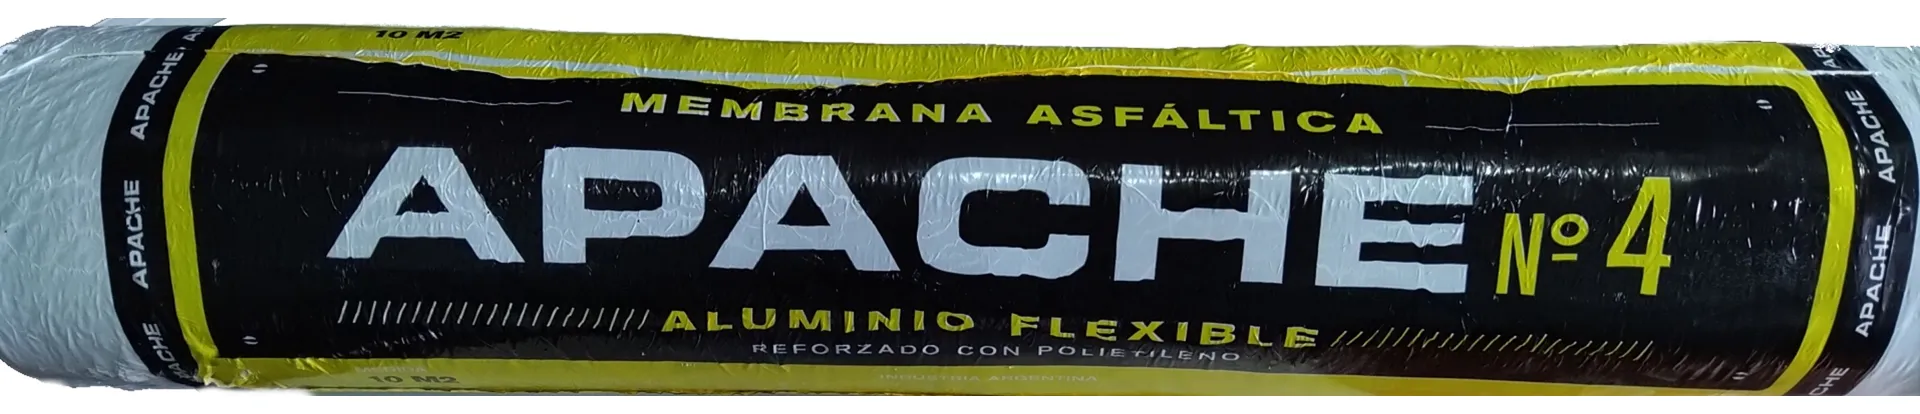 10 M2
MEMBRANA ASFÁLTICA
APACHE Nº 4
ALUMINIO FLEXIBLE
REFORZADO CON POLIETILENO
MEDIDA
10 M2
INDUSTRIA ARGENTINA
APACHE
APACHE
APACHE
APACHE
APACHE